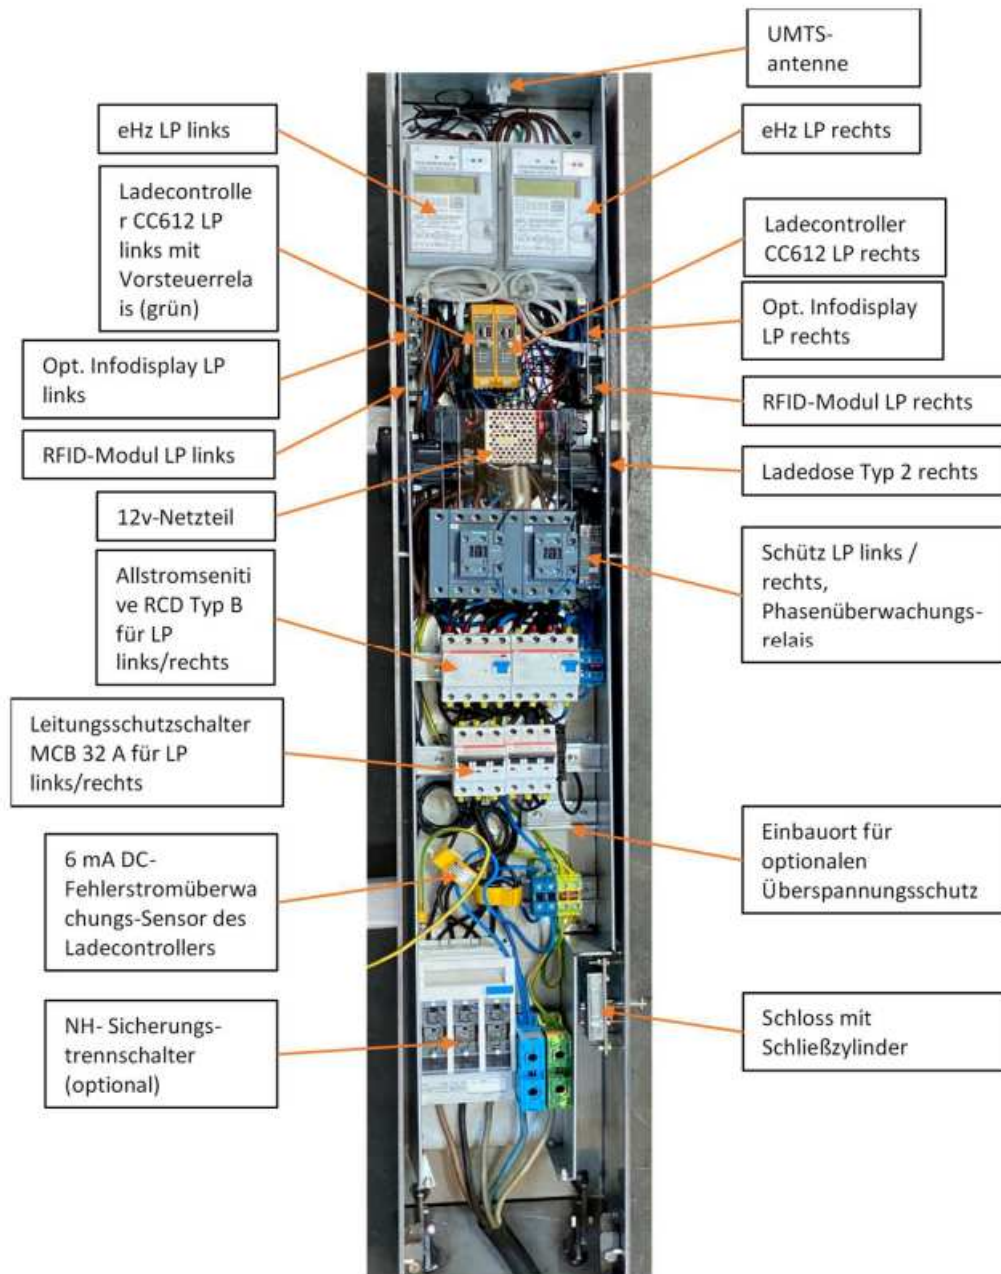 UMTS-
antenne
eHz LP links
eHz LP rechts
Ladecontrolle
r CC612 LP
links mit
Vorsteuerrela
is (grün)
Ladecontroller
CC612 LP rechts
Opt. Infodisplay
LP rechts
Opt. Infodisplay LP
links
RFID-Modul LP rechts
RFID-Modul LP links
Ladedose Typ 2 rechts
12v-Netzteil
Schütz LP links /
rechts,
Phasenüberwachungs-
relais
Allstromseniti
ve RCD Typ B
für LP
links/rechts
Leitungsschutzschalter
MCB 32 A für LP
links/rechts
Einbauort für
optionalen
Überspannungsschutz
6 mA DC-
Fehlerstromüberwa
chungs-Sensor des
Ladecontrollers
Schloss mit
Schließzylinder
NH- Sicherungs-
trennschalter
(optional)